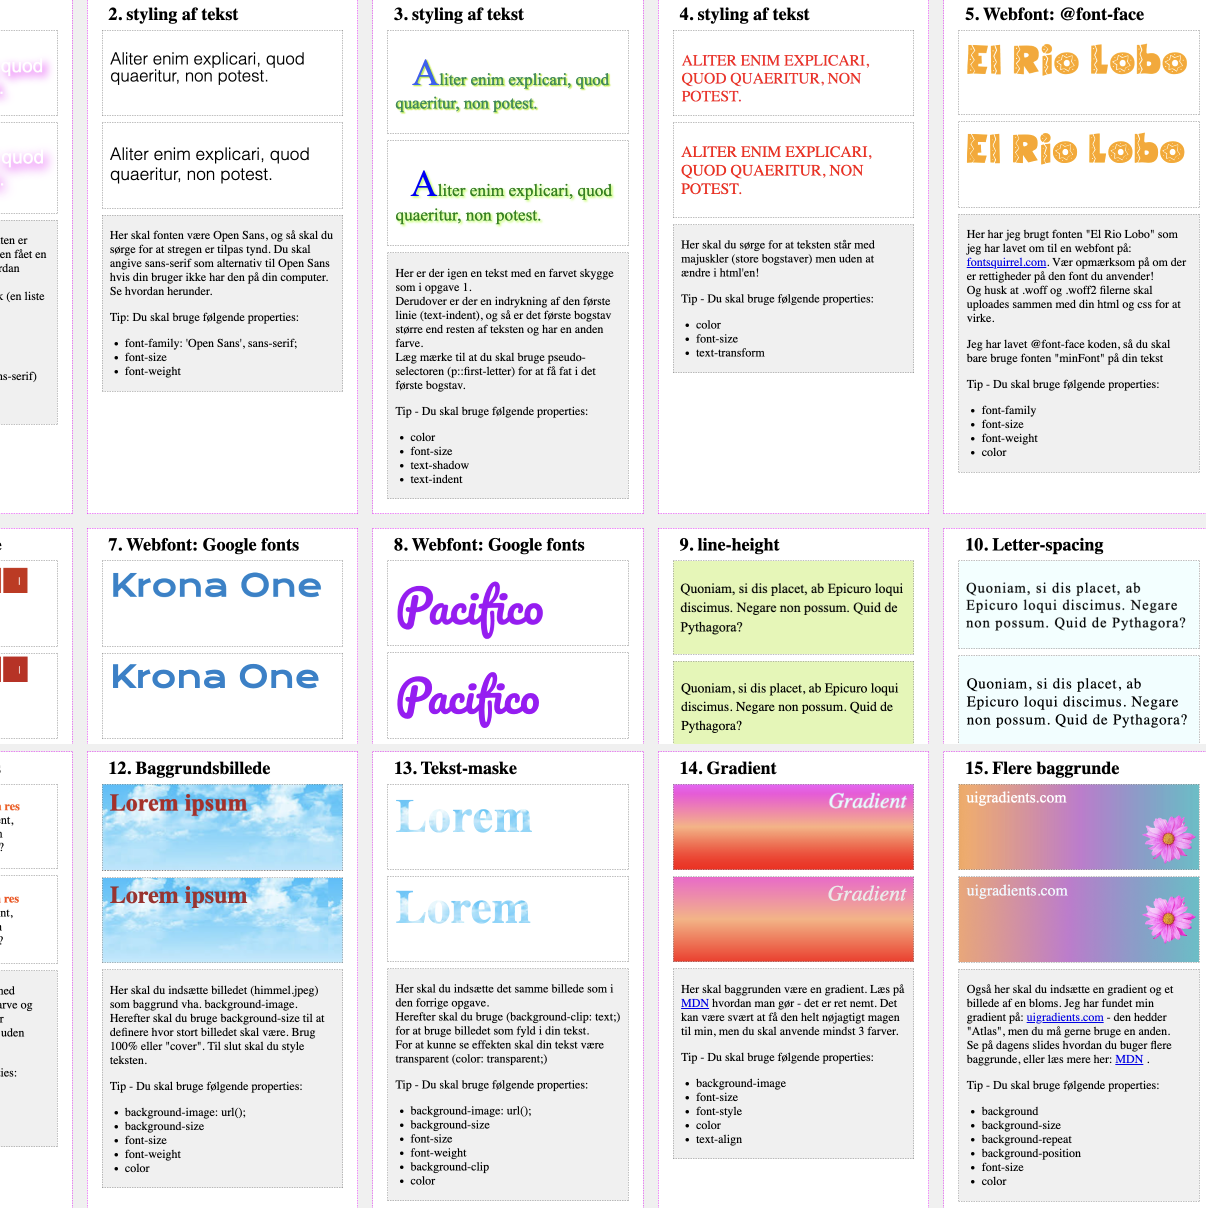 quod
quod
ten er
en fået en
rdan
k (en liste
ns-serif)
2. styling af tekst
Aliter enim explicari, quod
quaeritur, non potest.
Aliter enim explicari, quod
quaeritur, non potest.
Her skal fonten være Open Sans, og så skal du
sørge for at stregen er tilpas tynd. Du skal
angive sans-serif som alternativ til Open Sans
hvis din bruger ikke har den på din computer.
Se hvordan herunder.
Tip: Du skal bruge følgende properties:
• font-family: 'Open Sans', sans-serif;
• font-size
• font-weight
3. styling af tekst
Aliter enim explicari, quod
quaeritur, non potest.
Aliter enim explicari, quod
quaeritur, non potest.
Her er der igen en tekst med en farvet skygge
som i opgave 1.
Derudover er der en indrykning af den første
linie (text-indent), og så er det første bogstav
større end resten af teksten og har en anden
farve.
Læg mærke til at du skal bruge pseudo-
selectoren (p::first-letter) for at få fat i det
første bogstav.
Tip - Du skal bruge følgende properties:
• color
• font-size
• text-shadow
• text-indent
4. styling af tekst
ALITER ENIM EXPLICARI,
QUOD QUAERITUR, NON
POTEST.
ALITER ENIM EXPLICARI,
QUOD QUAERITUR, NON
POTEST.
Her skal du sørge for at teksten står med
majuskler (store bogstaver) men uden at
ændre i html'en!
Tip - Du skal bruge følgende properties:
• color
• font-size
• text-transform
5. Webfont: @font-face
El Rio Lobo
El Rio Lobo
Her har jeg brugt fonten "El Rio Lobo" som
jeg har lavet om til en webfont på:
fontsquirrel.com. Vær opmærksom på om der
er rettigheder på den font du anvender!
Og husk at .woff og .woff2 filerne skal
uploades sammen med din html og css for at
virke.
Jeg har lavet @font-face koden, så du skal
bare bruge fonten "minFont" på din tekst
Tip - Du skal bruge følgende properties:
• font-family
• font-size
• font-weight
• color
7. Webfont: Google fonts
Krona One
Krona One
8. Webfont: Google fonts
Pacifico
Pacifico
9. line-height
Quoniam, si dis placet, ab Epicuro loqui
discimus. Negare non possum. Quid de
Pythagora?
Quoniam, si dis placet, ab Epicuro loqui
discimus. Negare non possum. Quid de
Pythagora?
10. Letter-spacing
Quoniam, si dis placet, ab
Epicuro loqui discimus. Negare
non possum. Quid de Pythagora?
Quoniam, si dis placet, ab
Epicuro loqui discimus. Negare
non possum. Quid de Pythagora?
res
ent,
?
res
nt,
?
med
arve og
r
uden
ies:
12. Baggrundsbillede
Lorem ipsum
Lorem ipsum
Her skal du indsætte billedet (himmel.jpeg)
som baggrund vha. background-image.
Herefter skal du bruge background-size til at
definere hvor stort billedet skal være. Brug
100% eller "cover". Til slut skal du style
teksten.
Tip - Du skal bruge følgende properties:
• background-image: url();
• background-size
• font-size
• font-weight
• color
13. Tekst-maske
Lorem
Lorem
Her skal du indsætte det samme billede som i
den forrige opgave.
Herefter skal du bruge (background-clip: text;)
for at bruge billedet som fyld i din tekst.
For at kunne se effekten skal din tekst være
transparent (color: transparent;)
Tip - Du skal bruge følgende properties:
• background-image: url();
• background-size
• font-size
• font-weight
• background-clip
• color
14. Gradient
Gradient
Gradient
Her skal baggrunden være en gradient. Læs på
MDN hvordan man gør - det er ret nemt. Det
kan være svært at få den helt nøjagtigt magen
til min, men du skal anvende mindst 3 farver.
Tip - Du skal bruge følgende properties:
• background-image
• font-size
• font-style
• color
• text-align
15. Flere baggrunde
uigradients.com
uigradients.com
Også her skal du indsætte en gradient og et
billede af en bloms. Jeg har fundet min
gradient på: uigradients.com - den hedder
"Atlas", men du må gerne bruge en anden.
Se på dagens slides hvordan du buger flere
baggrunde, eller læs mere her: MDN .
Tip - Du skal bruge følgende properties:
• background
• background-size
• background-repeat
• background-position
• font-size
• color